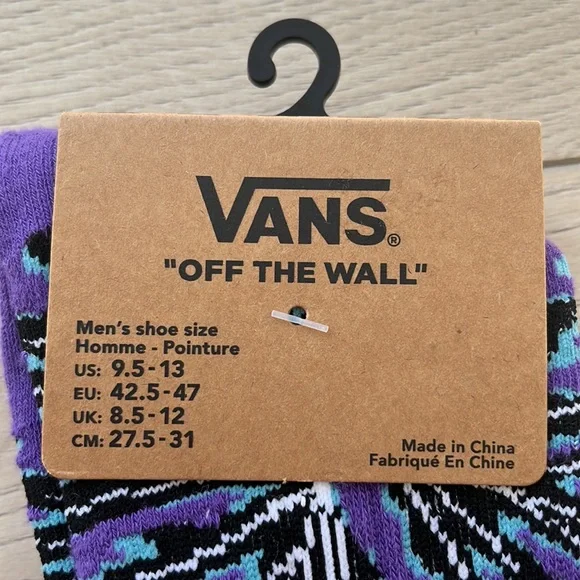 VANS®
"OFF THE WALL"
Men's shoe size
Homme - Pointure
US: 9.5-13
EU: 42.5-47
UK: 8.5-12
CM: 27.5-31
Made in China
Fabriqué En Chine